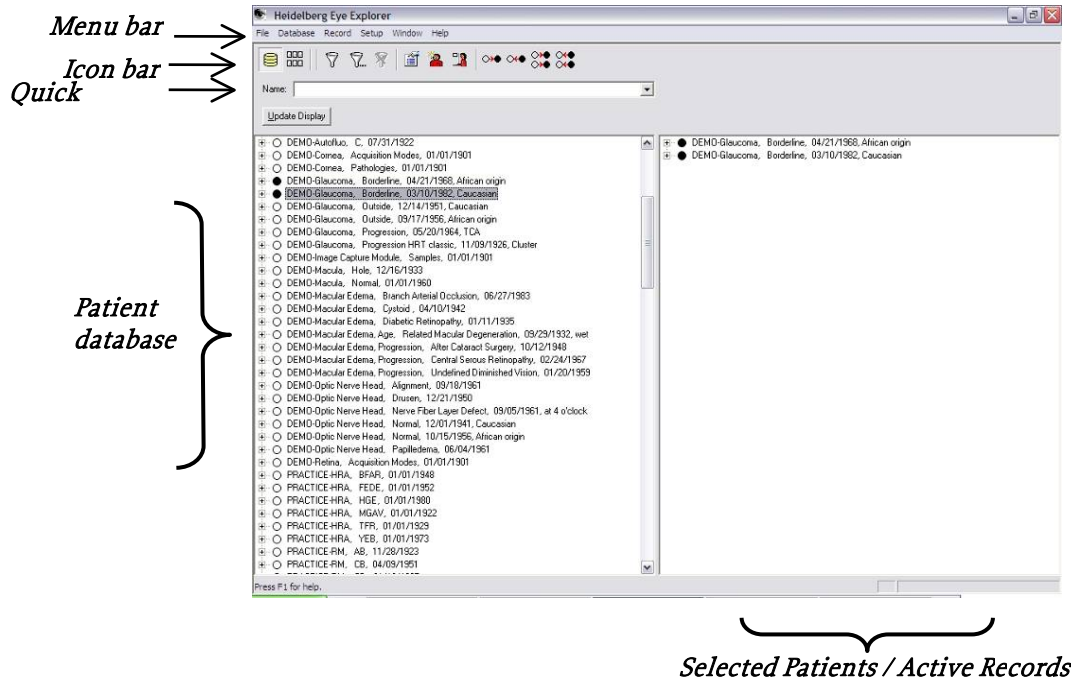 Menu bar
Icon bar
Quick
Patient
database
Heidelberg Eye Explorer
File Database Record Setup Window Help
Name:
Update Display
DEMO-Autofluo, C, 07/31/1922
DEMO-Cornea, Acquisition Modes, 01/01/1901
DEMO-Cornea, Pathologies, 01/01/1901
DEMO-Glaucoma, Borderline, 04/21/1968, African origin
DEMO-Glaucoma, Borderline, 03/10/1982, Caucasian
DEMO-Glaucoma, Outside, 12/14/1951, Caucasian
DEMO-Glaucoma, Outside, 09/17/1956, African origin
DEMO-Glaucoma, Progression, 05/20/1964, TCA
DEMO-Glaucoma, Progression HRT classic, 11/09/1926, Cluster
DEMO-Image Capture Module, Samples, 01/01/1901
DEMO-Macula, Hole, 12/16/1933
DEMO-Macula, Normal, 01/01/1960
DEMO-Macular Edema, Branch Arterial Occlusion, 06/27/1983
DEMO-Macular Edema, Cystoid , 04/10/1942
DEMO-Macular Edema, Diabetic Retinopathy, 01/11/1935
DEMO-Macular Edema, Age, Related Macular Degeneration, 09/29/1932, wet
DEMO-Macular Edema, Progression, After Cataract Surgery, 10/12/1948
DEMO-Macular Edema, Progression, Central Serous Retinopathy, 02/24/1967
DEMO-Macular Edema, Progression, Undefined Diminished Vision, 01/20/1959
DEMO-Optic Nerve Head, Alignment, 09/18/1961
DEMO-Optic Nerve Head, Drusen, 12/21/1950
DEMO-Optic Nerve Head, Nerve Fiber Layer Defect, 09/05/1961, at 4 o'clock
DEMO-Optic Nerve Head, Normal, 12/01/1941, Caucasian
DEMO-Optic Nerve Head, Normal, 10/15/1956, African origin
DEMO-Optic Nerve Head, Papilledema, 06/04/1961
DEMO-Retina, Acquisition Modes, 01/01/1901
PRACTICE-HRA, BFAR, 01/01/1948
PRACTICE-HRA, FEDE, 01/01/1952
PRACTICE-HRA, HGE, 01/01/1980
PRACTICE-HRA, MGAV, 01/01/1922
PRACTICE-HRA, TFR, 01/01/1929
PRACTICE-HRA, YEB, 01/01/1973
PRACTICE-RM, AB, 11/28/1923
PRACTICE-RM, CB, 04/09/1951
DEMO-Glaucoma, Borderline, 04/21/1968, African origin
DEMO-Glaucoma, Borderline, 03/10/1982, Caucasian
Press F1 for help.
Selected Patients / Active Records